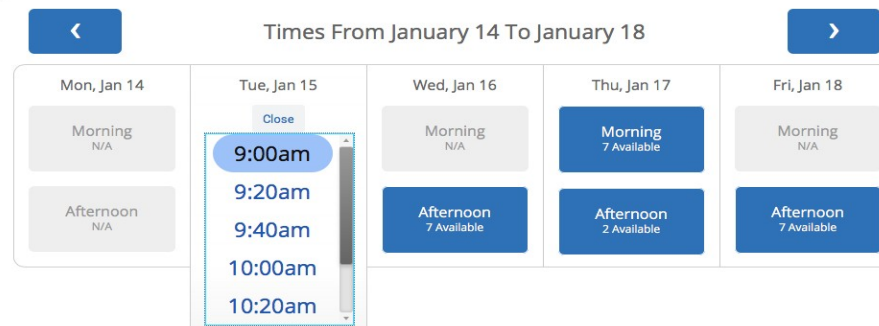 Times From January 14 To January 18
Mon, Jan 14
Morning
N/A
Afternoon
N/A
Tue, Jan 15
Close
9:00am
9:20am
9:40am
10:00am
10:20am
Wed, Jan 16
Morning
N/A
Afternoon
7 Available
Thu, Jan 17
Morning
7 Available
Afternoon
2 Available
Fri, Jan 18
Morning
N/A
Afternoon
7 Available